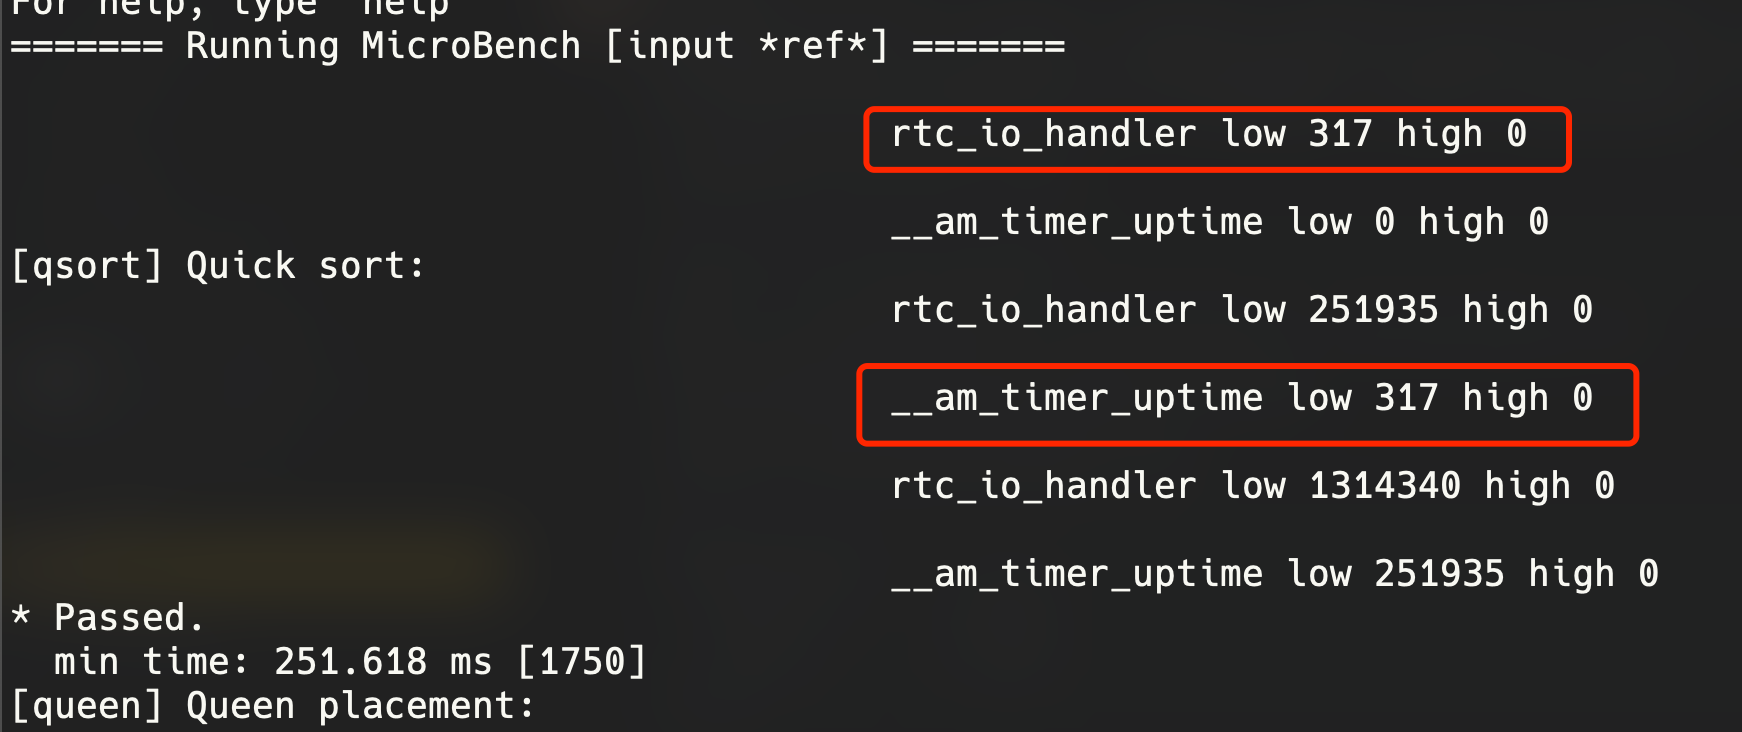 For help, type "help"
======= Running MicroBench [input *ref*] =======
rtc_io_handler low 317 high 0
__am_timer_uptime low 0 high 0
[qsort] Quick sort:
rtc_io_handler low 251935 high 0
__am_timer_uptime low 317 high 0
rtc_io_handler low 1314340 high 0
__am_timer_uptime low 251935 high 0
* Passed.
  min time: 251.618 ms [1750]
[queen] Queen placement: